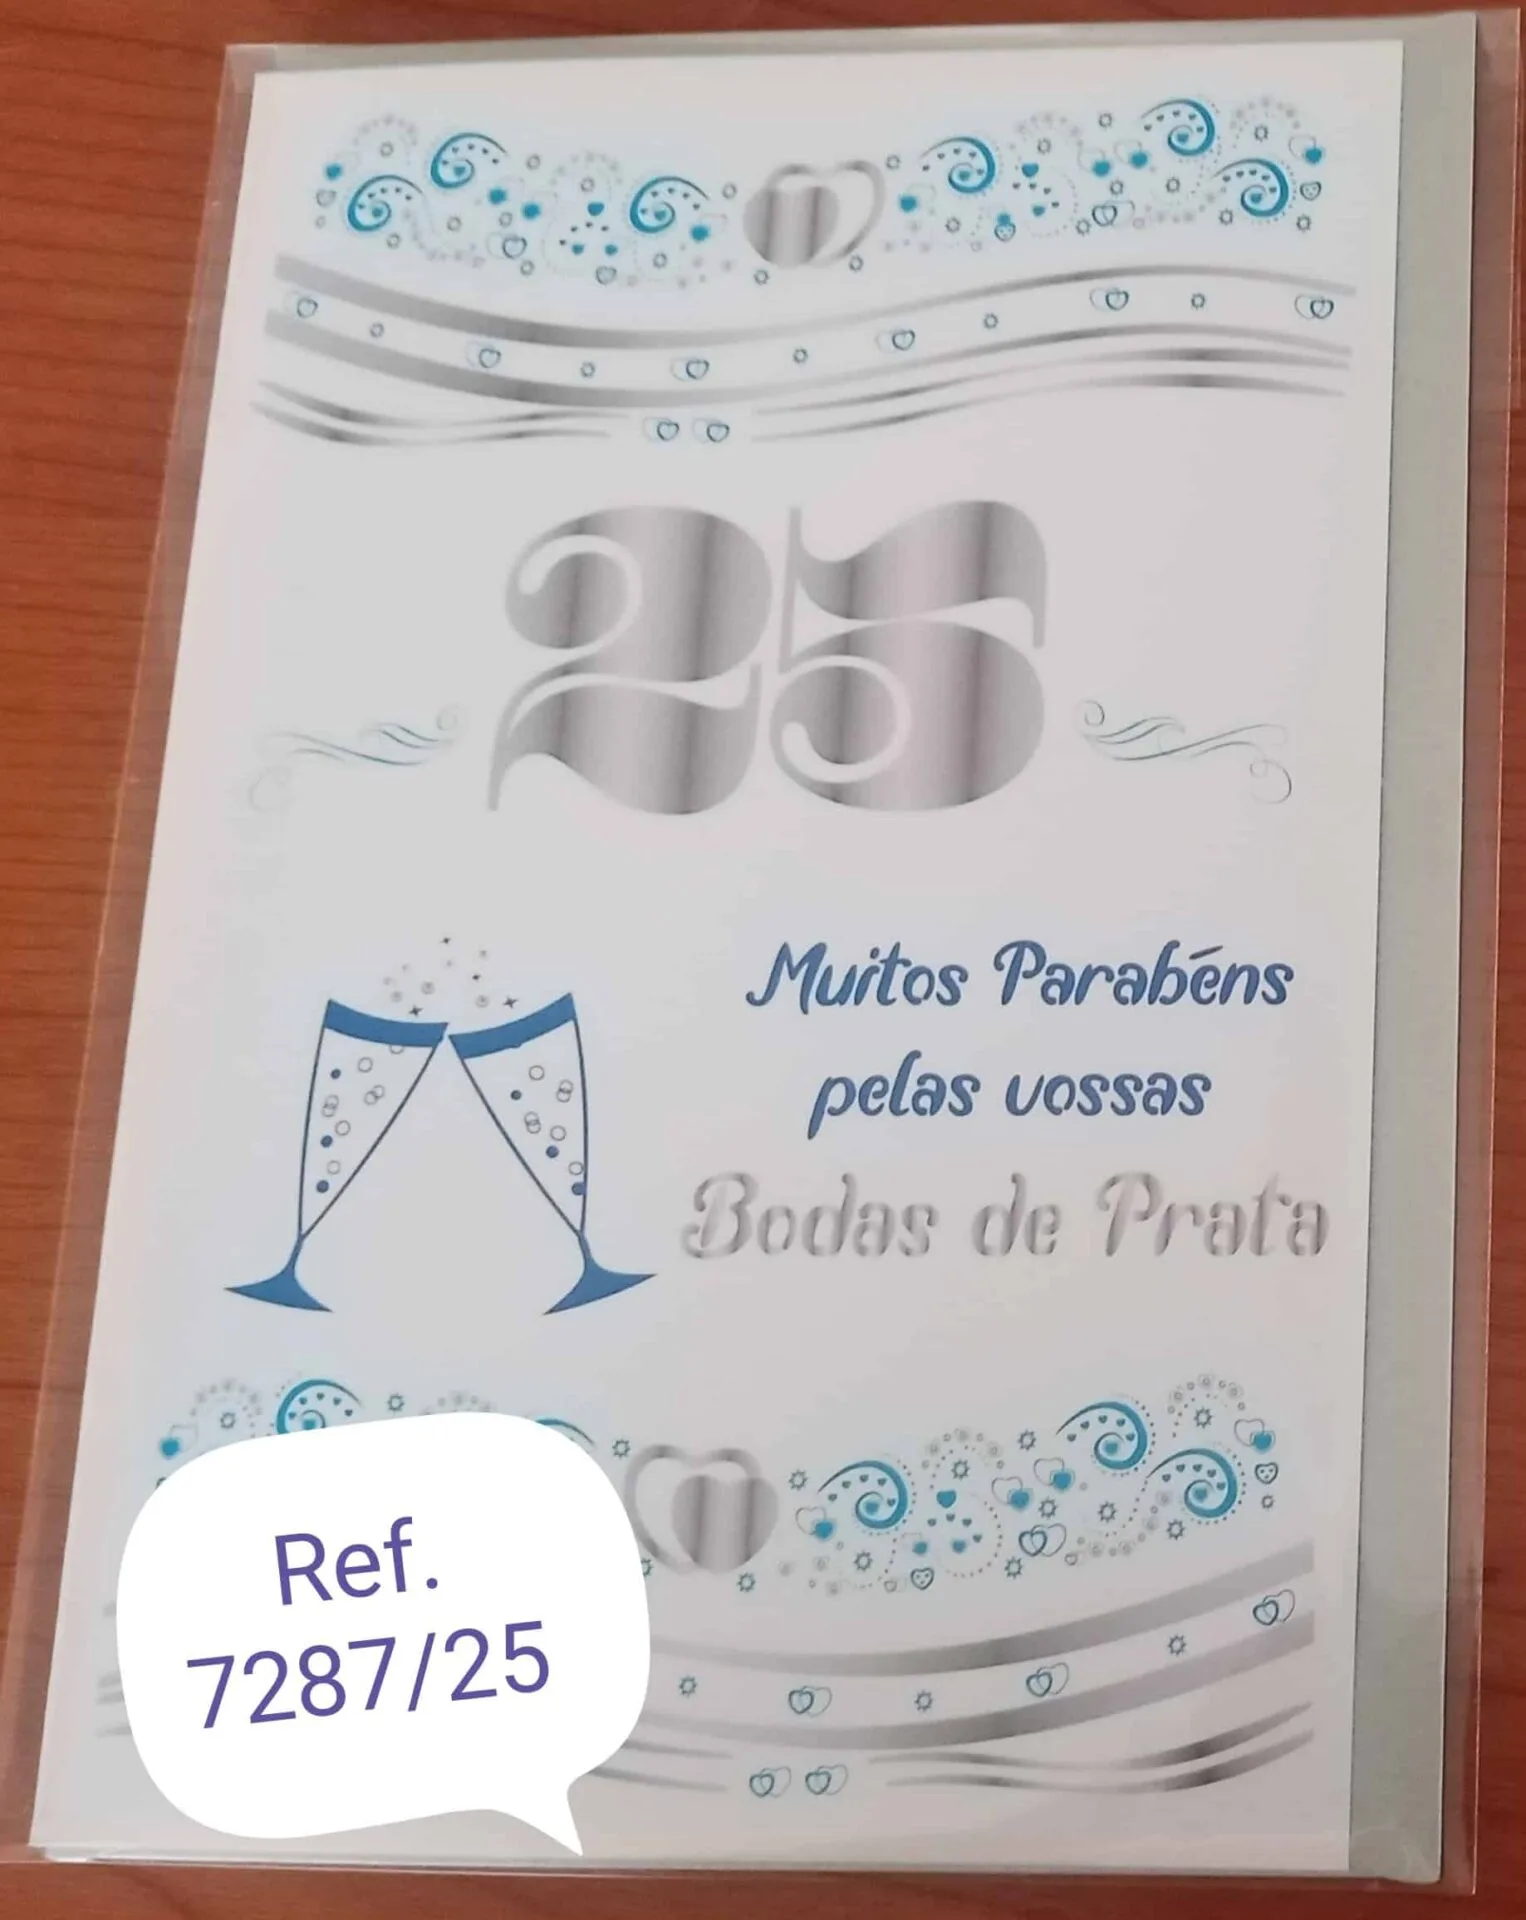 25
Muitos Parabéns
pelas vossas
Bodas de Prata
Ref.
7287/25